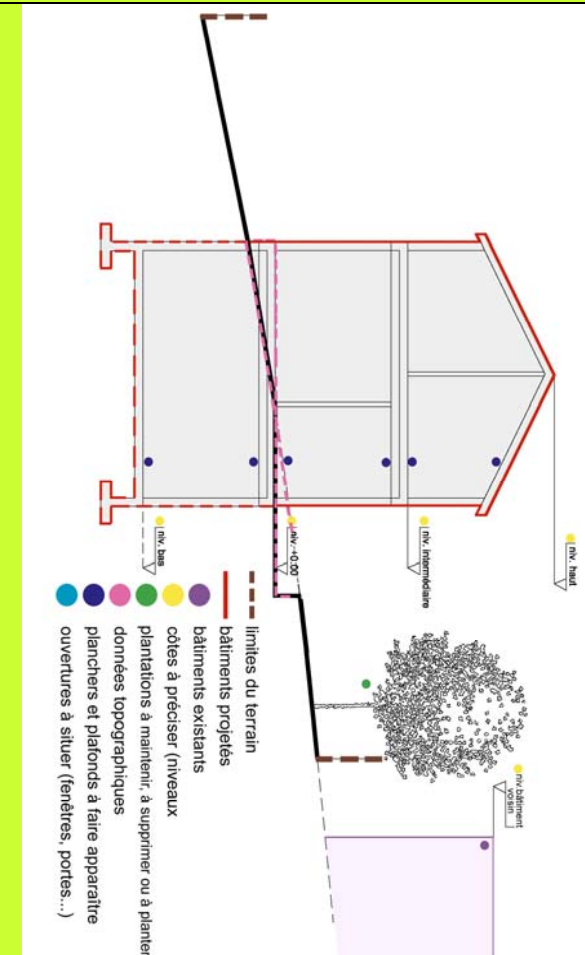 niv. haut
niv. intermédiaire
niv. +0.00
niv. bas
niv. bâtiment
voisin
limites du terrain
bâtiments projetés
bâtiments existants
côtes à préciser (niveaux
plantations à maintenir, à supprimer ou à planter
données topographiques
planchers et plafonds à faire apparaître
ouvertures à situer (fenêtres, portes...)